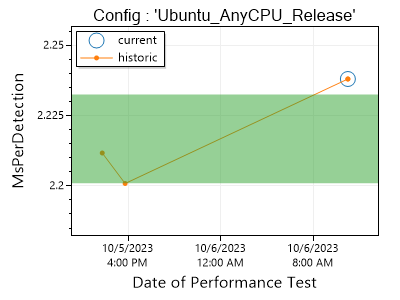 Config : 'Ubuntu_AnyCPU_Release'
current
historic
2.25
2.225
2.2
MsPerDetection
10/5/2023
4:00 PM
10/6/2023
12:00 AM
10/6/2023
8:00 AM
Date of Performance Test